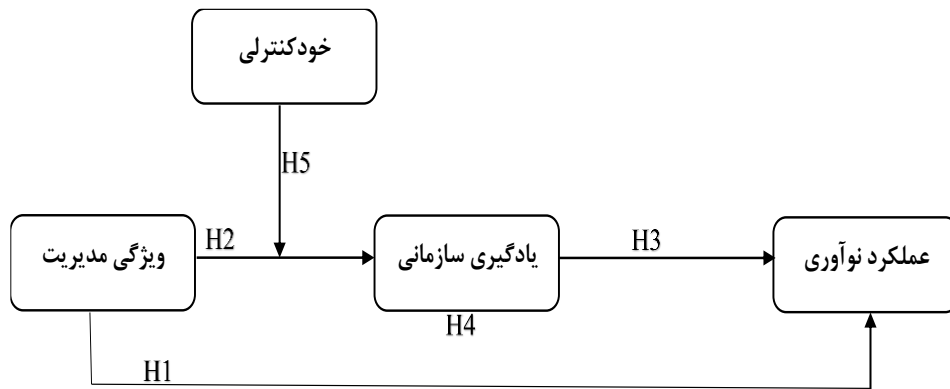 خودکنترلی
H5
ویژگی مدیریت
H2
یادگیری سازمانی
H3
عملکرد نوآوری
H4
H1